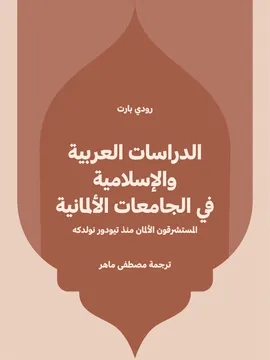 رودي بارت
الدراسات العربية
والإسلامية
في الجامعات الألمانية
المستشرقون الألمان منذ تيودور نولدكه
ترجمة مصطفى ماهر